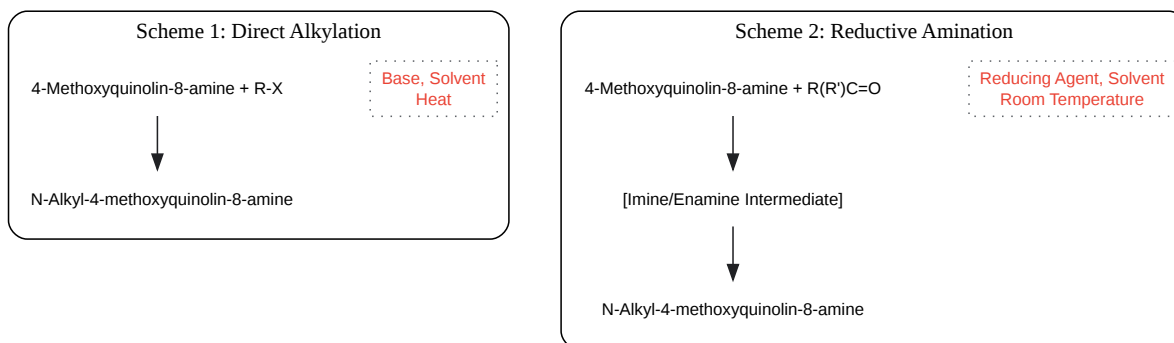 Scheme 1: Direct Alkylation
4-Methoxyquinolin-8-amine + R-X
Base, Solvent
Heat
N-Alkyl-4-methoxyquinolin-8-amine
Scheme 2: Reductive Amination
4-Methoxyquinolin-8-amine + R(R')C=O
Reducing Agent, Solvent
Room Temperature
[Imine/Enamine Intermediate]
N-Alkyl-4-methoxyquinolin-8-amine